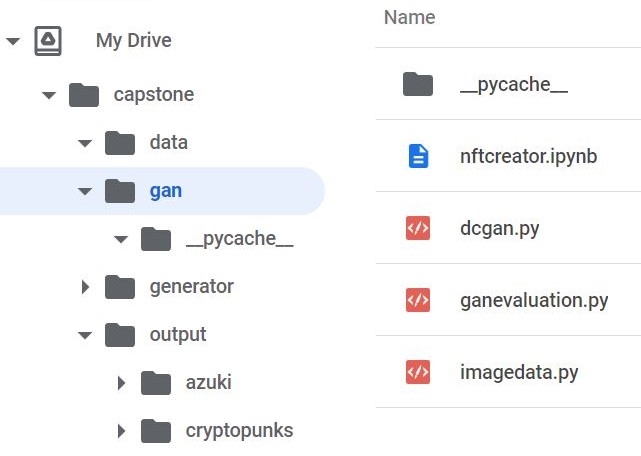 My Drive
capstone
data
gan
__pycache__
generator
output
azuki
cryptopunks
Name
__pycache__
nftcreator.ipynb
dcgan.py
ganevaluation.py
imagedata.py